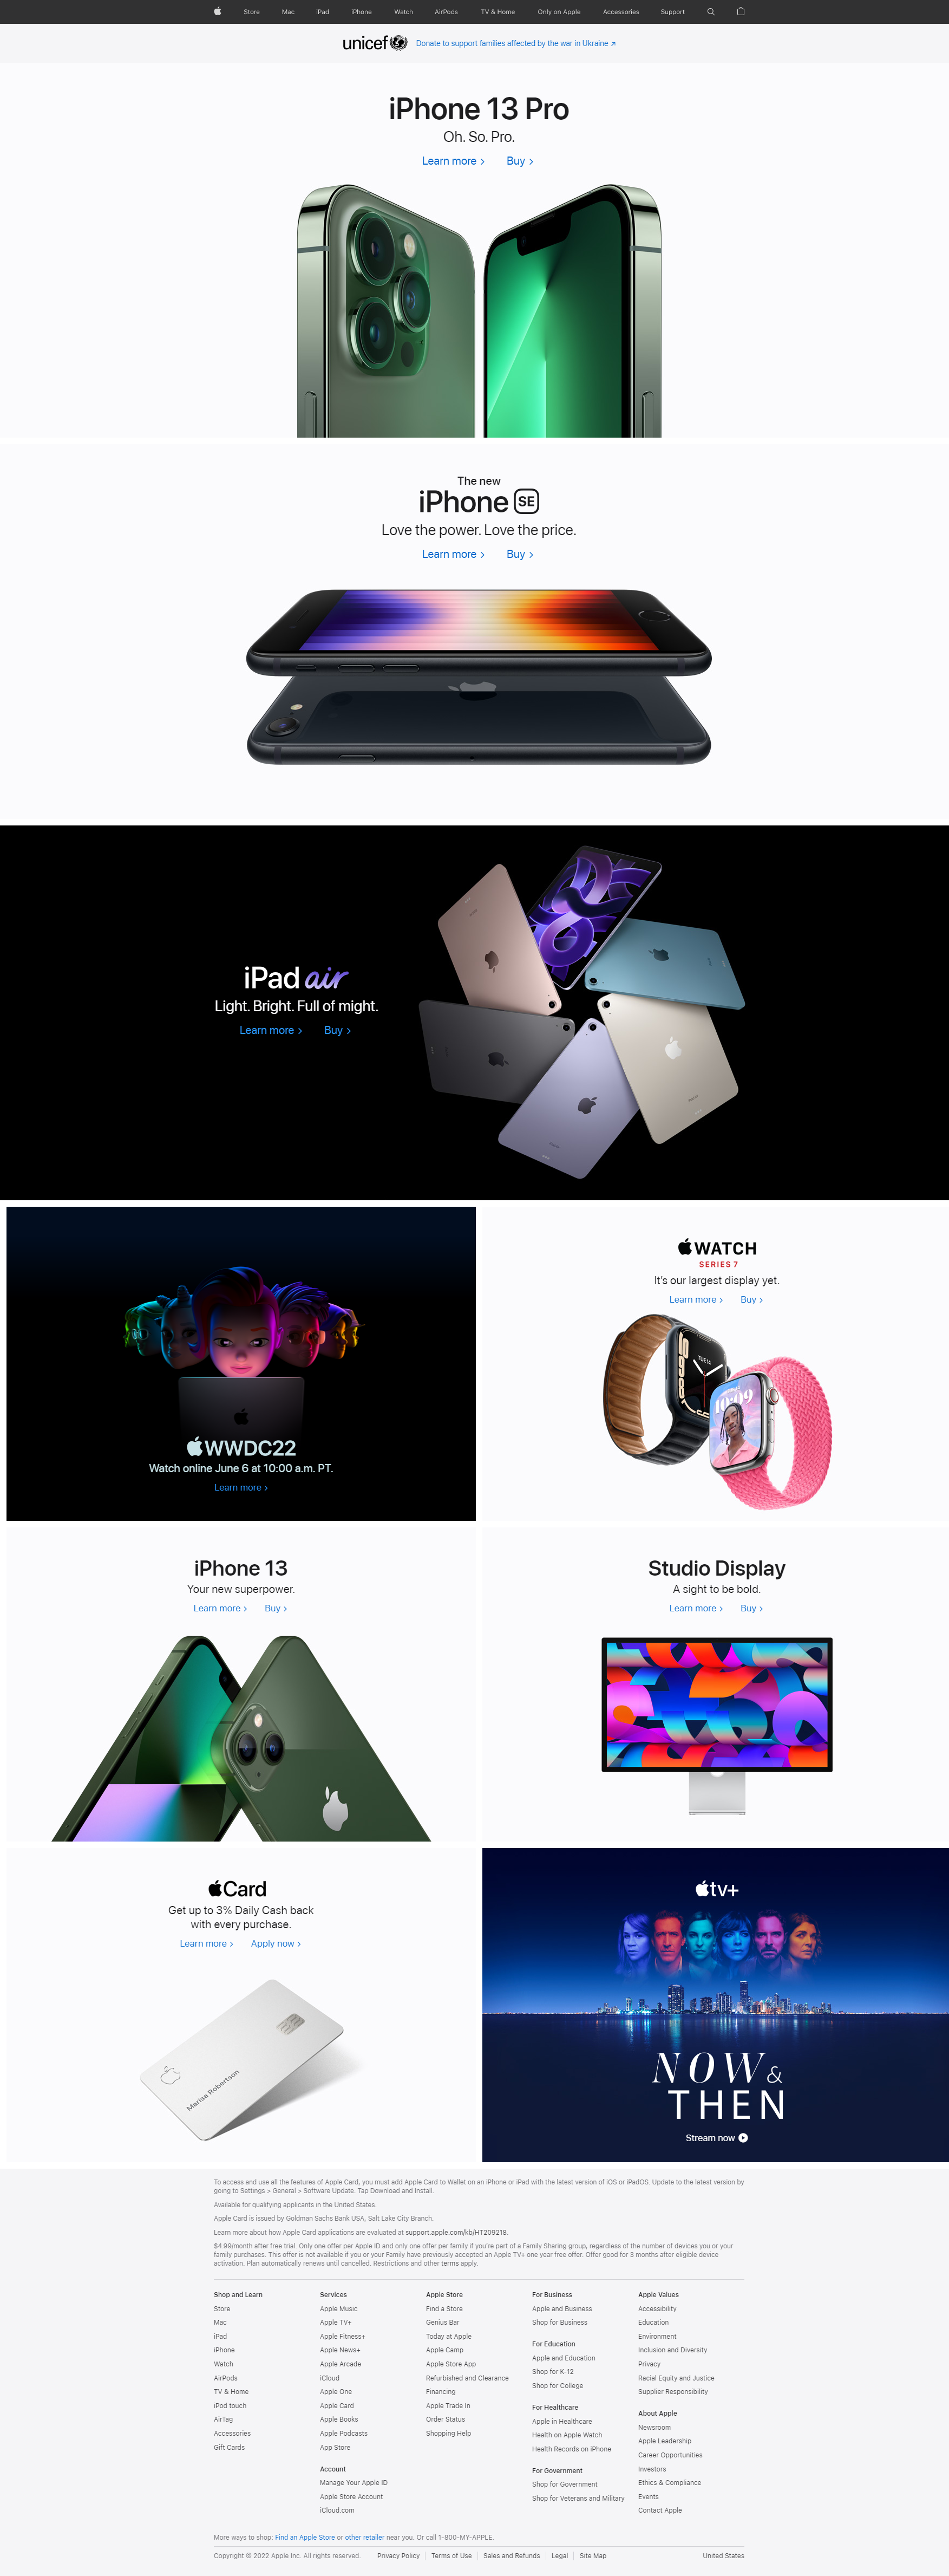 Store Mac iPad iPhone Watch AirPods TV & Home Only on Apple Accessories Support
unicef Donate to support families affected by the war in Ukraine ↗
iPhone 13 Pro
Oh. So. Pro.
Learn more > Buy >
The new
iPhone SE
Love the power. Love the price.
Learn more > Buy >
iPad air
Light. Bright. Full of might.
Learn more > Buy >
WWDC22
Watch online June 6 at 10:00 a.m. PT.
Learn more >
WATCH
SERIES 7
It's our largest display yet.
Learn more > Buy >
TUE 14
10:09
iPhone 13
Your new superpower.
Learn more > Buy >
Studio Display
A sight to be bold.
Learn more > Buy >
Card
Get up to 3% Daily Cash back
with every purchase.
Learn more > Apply now >
Marisa Robertson
tv+
NOW &
THEN
Stream now
To access and use all the features of Apple Card, you must add Apple Card to Wallet on an iPhone or iPad with the latest version of iOS or iPadOS. Update to the latest version by
going to Settings > General > Software Update. Tap Download and Install.
Available for qualifying applicants in the United States.
Apple Card is issued by Goldman Sachs Bank USA, Salt Lake City Branch.
Learn more about how Apple Card applications are evaluated at support.apple.com/kb/HT209218.
$4.99/month after free trial. Only one offer per Apple ID and only one offer per family if you're part of a Family Sharing group, regardless of the number of devices you or your
family purchases. This offer is not available if you or your Family have previously accepted an Apple TV+ one year free offer. Offer good for 3 months after eligible device
activation. Plan automatically renews until cancelled. Restrictions and other terms apply.
Shop and Learn
Store
Mac
iPad
iPhone
Watch
AirPods
TV & Home
iPod touch
AirTag
Accessories
Gift Cards
Services
Apple Music
Apple TV+
Apple Fitness+
Apple News+
Apple Arcade
iCloud
Apple One
Apple Card
Apple Books
Apple Podcasts
App Store
Account
Manage Your Apple ID
Apple Store Account
iCloud.com
Apple Store
Find a Store
Genius Bar
Today at Apple
Apple Camp
Apple Store App
Refurbished and Clearance
Financing
Apple Trade In
Order Status
Shopping Help
For Business
Apple and Business
Shop for Business
For Education
Apple and Education
Shop for K-12
Shop for College
For Healthcare
Apple in Healthcare
Health on Apple Watch
Health Records on iPhone
For Government
Shop for Government
Shop for Veterans and Military
Apple Values
Accessibility
Education
Environment
Inclusion and Diversity
Privacy
Racial Equity and Justice
Supplier Responsibility
About Apple
Newsroom
Apple Leadership
Career Opportunities
Investors
Ethics & Compliance
Events
Contact Apple
More ways to shop: Find an Apple Store or other retailer near you. Or call 1-800-MY-APPLE.
Copyright © 2022 Apple Inc. All rights reserved. Privacy Policy Terms of Use Sales and Refunds Legal Site Map United States